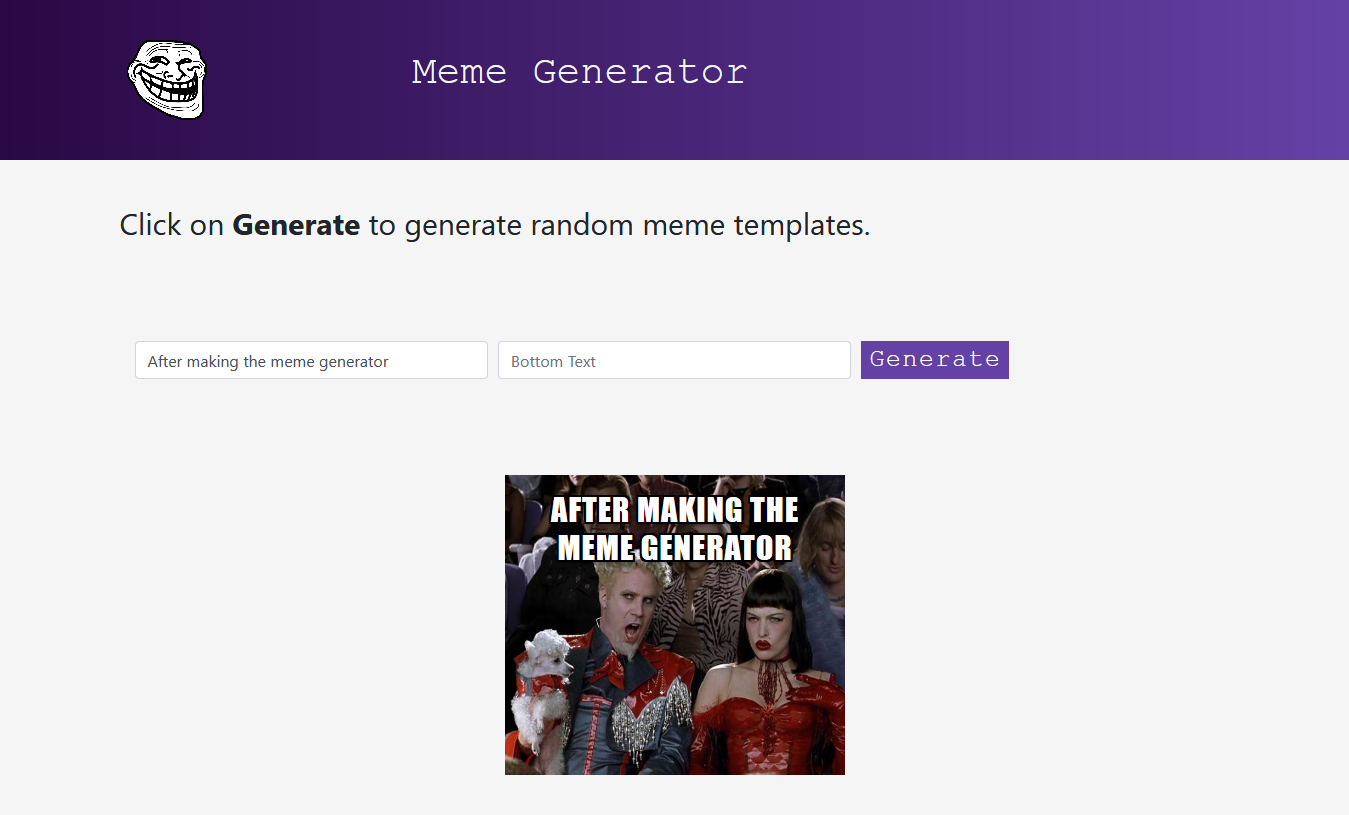 Meme Generator
Click on Generate to generate random meme templates.
After making the meme generator
Bottom Text
Generate
AFTER MAKING THE
MEME GENERATOR